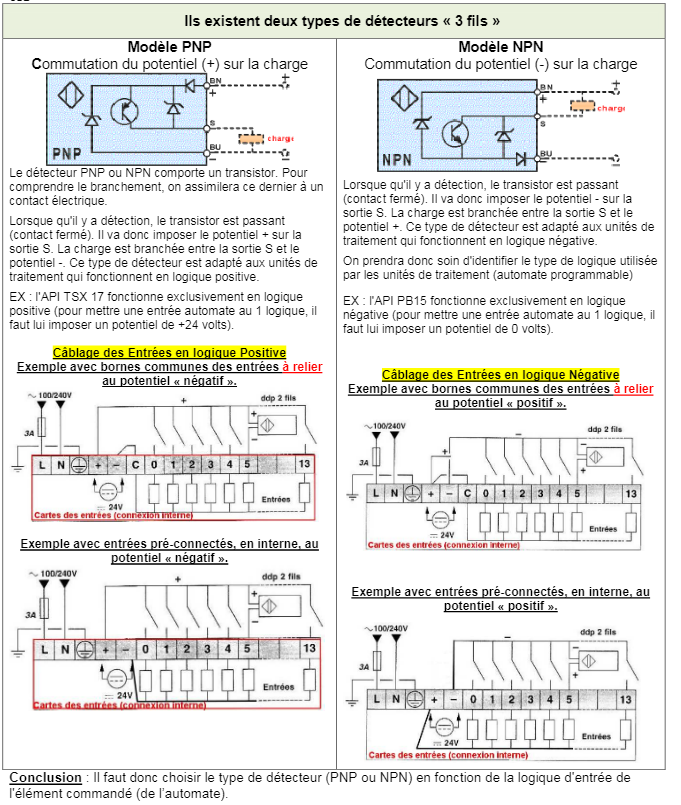 Ils existent deux types de détecteurs « 3 fils »
Modèle PNP
Commutation du potentiel (+) sur la charge
BN
+
S
charge
BU
−
PNP
Le détecteur PNP ou NPN comporte un transistor. Pour
comprendre le branchement, on assimilera ce dernier à un
contact électrique.
Lorsque qu'il y a détection, le transistor est passant
(contact fermé). Il va donc imposer le potentiel + sur la
sortie S. La charge est branchée entre la sortie S et le
potentiel -. Ce type de détecteur est adapté aux unités de
traitement qui fonctionnent en logique positive.
EX : l'API TSX 17 fonctionne exclusivement en logique
positive (pour mettre une entrée automate au 1 logique, il
faut lui imposer un potentiel de +24 volts).
Câblage des Entrées en logique Positive
Exemple avec bornes communes des entrées à relier
au potentiel « négatif ».
~ 100/240V
+
ddp 2 fils
3A
+
−
L N + − C 0 1 2 3 4 5 13
24V
Entrées
Cartes des entrées (connexion interne)
Exemple avec entrées pré-connectés, en interne, au
potentiel « négatif ».
~ 100/240V
+
ddp 2 fils
3A
+
−
L N + − 0 1 2 3 4 5 13
24V
Entrées
Cartes des entrées (connexion interne)
Modèle NPN
Commutation du potentiel (-) sur la charge
BN
+
S
charge
BU
−
NPN
Lorsque qu'il y a détection, le transistor est passant
(contact fermé). Il va donc imposer le potentiel - sur la
sortie S. La charge est branchée entre la sortie S et le
potentiel +. Ce type de détecteur est adapté aux unités de
traitement qui fonctionnent en logique négative.
On prendra donc soin d'identifier le type de logique utilisée
par les unités de traitement (automate programmable)
EX : l'API PB15 fonctionne exclusivement en logique
négative (pour mettre une entrée automate au 1 logique, il
faut lui imposer un potentiel de 0 volts).
Câblage des Entrées en logique Négative
Exemple avec bornes communes des entrées à relier
au potentiel « positif ».
~100/240V
−
ddp 2 fils
3A
+
−
+
L N + − C 0 1 2 3 4 5 13
24V
Entrées
Cartes des entrées (connexion interne)
Exemple avec entrées pré-connectés, en interne, au
potentiel « positif ».
~100/240V
−
ddp 2 fils
3A
−
+
L N + − 0 1 2 3 4 5 13
24V
Entrées
Cartes des entrées (connexion interne)
Conclusion : Il faut donc choisir le type de détecteur (PNP ou NPN) en fonction de la logique d'entrée de
l'élément commandé (de l'automate).